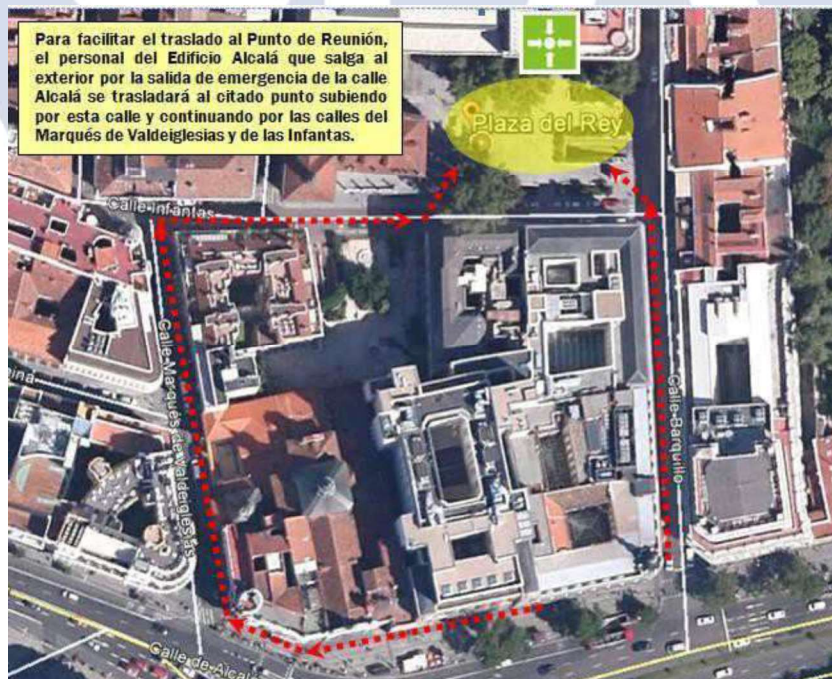 Para facilitar el traslado al Punto de Reunión,
el personal del Edificio Alcalá que salga al
exterior por la salida de emergencia de la calle
Alcalá se trasladará al citado punto subiendo
por esta calle y continuando por las calles del
Marqués de Valdeiglesias y de las Infantas.
Plaza del Rey
Calle Infantas
Calle Marqués de Valdeiglesias
Calle Barquillo
Calle de Alcalá